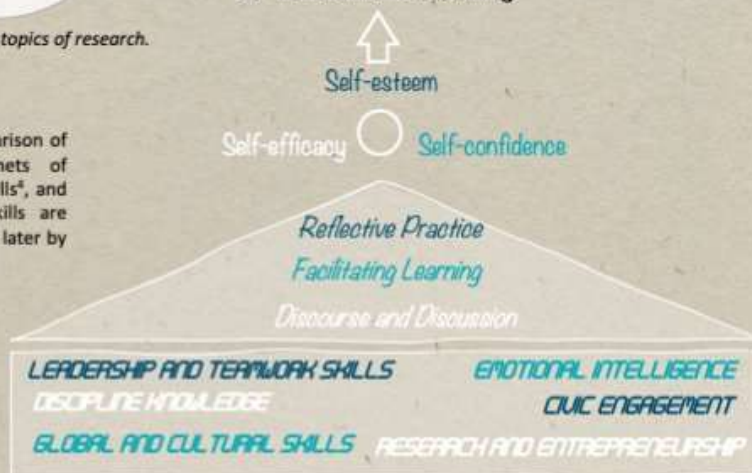 topics of research.
Self-esteem
Self-efficacy Self-confidence
arison of
nets of
lls⁴, and
kills are
later by
Reflective Practice
Facilitating Learning
Discourse and Discussion
LEADERSHIP AND TEAMWORK SKILLS EMOTIONAL INTELLIGENCE
DISCIPLINE KNOWLEDGE CIVIC ENGAGEMENT
GLOBAL AND CULTURAL SKILLS RESEARCH AND ENTREPRENEURSHIP